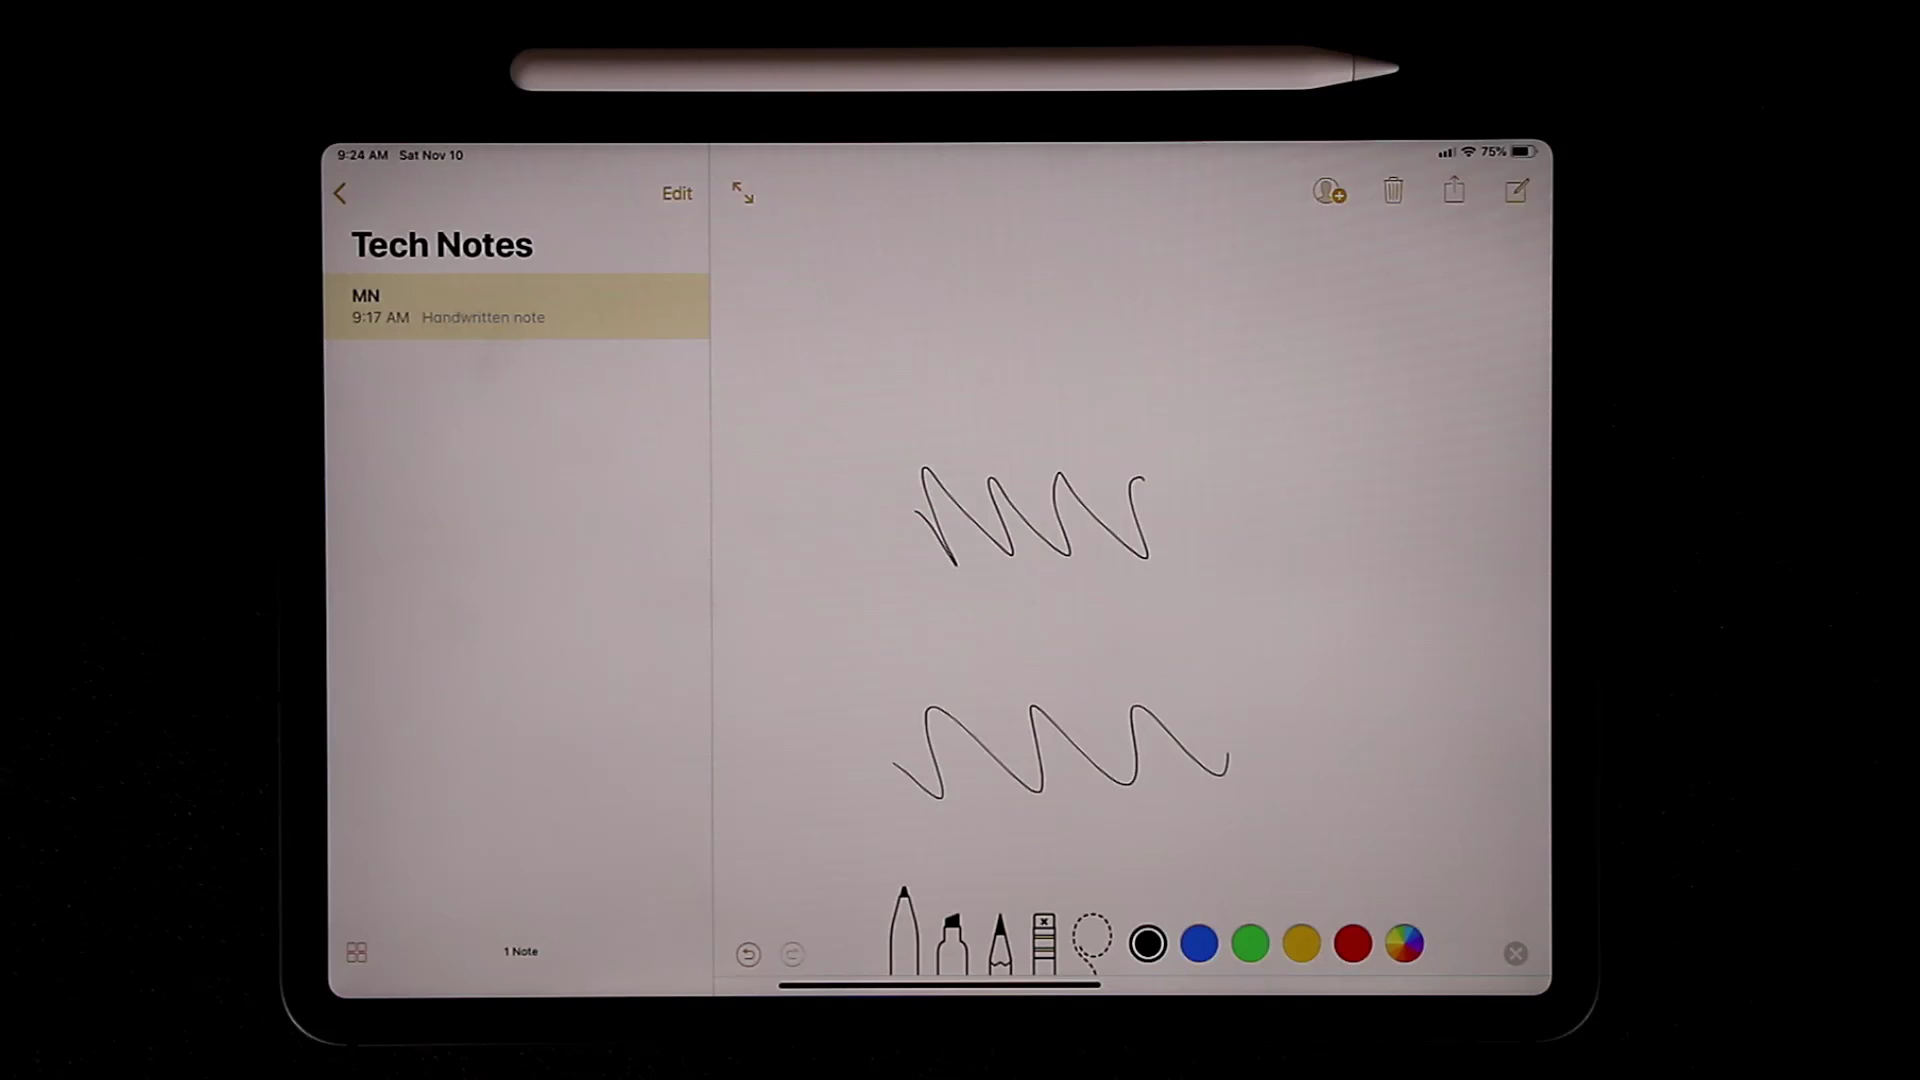 9:24 AM Sat Nov 10
75%
Edit
Tech Notes
MN
9:17 AM Handwritten note
1 Note